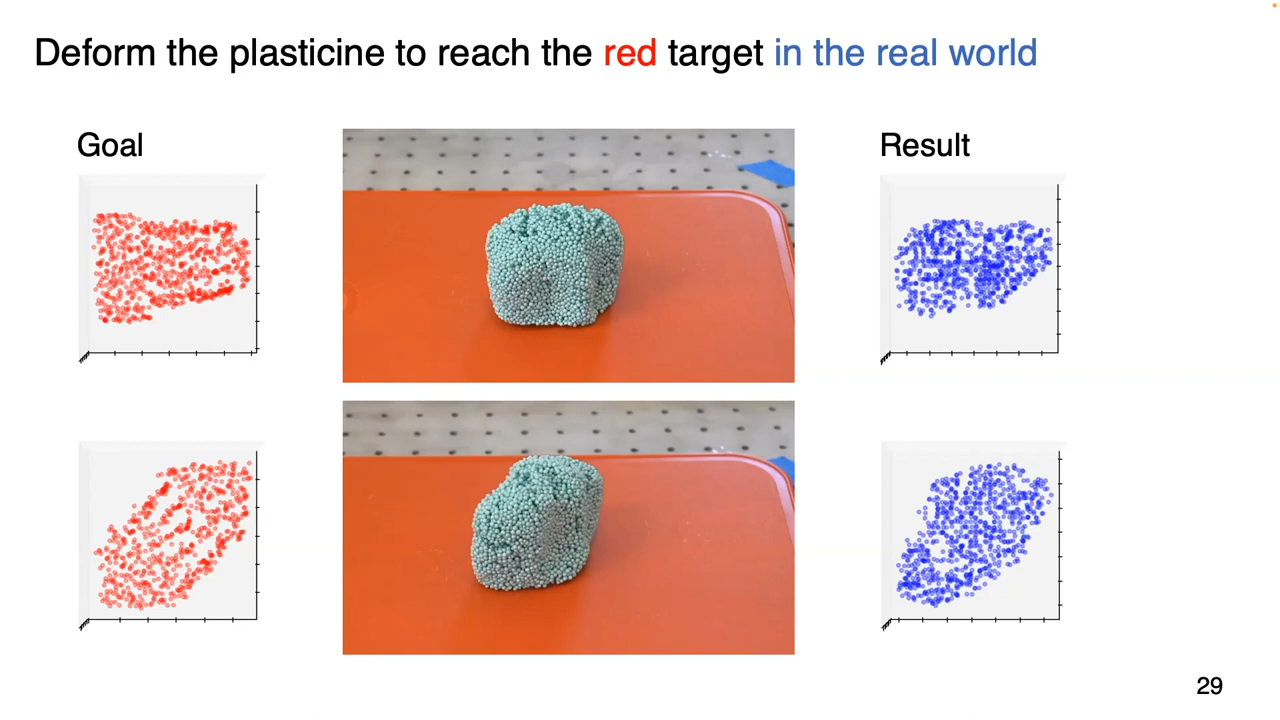 Deform the plasticine to reach the red target in the real world
Goal
Result
29